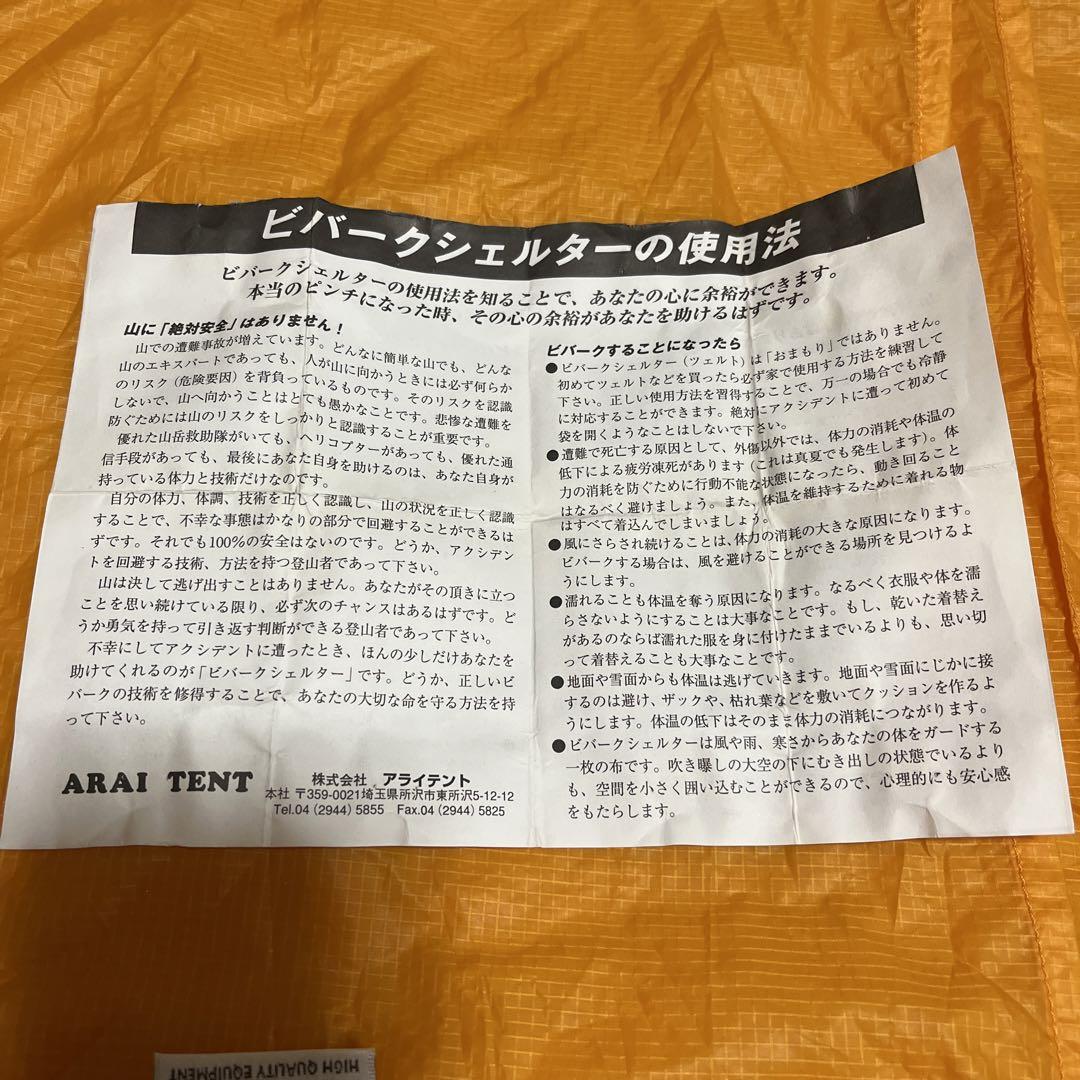 ビバークシェルターの使用法
ビバークシェルターの使用法を知ることで、あなたの心に余裕ができます。
本当のピンチになった時、その心の余裕があなたを助けるはずです。
山に「絶対安全」はありません!
山での遭難事故が増えています。どんなに簡単な山でも、どんな
山のエキスパートであっても、人が山に向かうときには必ず何らか
のリスク(危険要因)を背負っているものです。そのリスクを認識
しないで、山へ向かうことはとても愚かなことです。悲惨な遭難を
防ぐためには山のリスクをしっかりと認識することが重要です。
優れた山岳救助隊がいても、ヘリコプターがあっても、優れた通
信手段があっても、最後にあなた自身を助けるのは、あなた自身が
持っている体力と技術だけなのです。
自分の体力、体調、技術を正しく認識し、山の状況を正しく認識
することで、不幸な事態はかなりの部分で回避することができるは
ずです。それでも100%の安全はないのです。どうか、アクシデン
トを回避する技術、方法を持つ登山者であって下さい。
山は決して逃げ出すことはありません。あなたがその頂きに立つ
ことを思い続けている限り、必ず次のチャンスはあるはずです。ど
うか勇気を持って引き返す判断ができる登山者であって下さい。
不幸にしてアクシデントに遭ったとき、ほんの少しだけあなたを
助けてくれるのが「ビバークシェルター」です。どうか、正しいビ
バークの技術を修得することで、あなたの大切な命を守る方法を持
って下さい。
ARAI TENT
株式会社 アライテント
本社 〒359-0021埼玉県所沢市東所沢5-12-12
Tel.04(2944)5855 Fax.04(2944)5825
ビバークすることになったら
●ビバークシェルター(ツェルト)は「おまもり」ではありません。
初めてツェルトなどを買ったら必ず家で使用する方法を練習して
下さい。正しい使用方法を習得することで、万一の場合でも冷静
に対応することができます。絶対にアクシデントに遭って初めて
袋を開くようなことはしないで下さい。
●遭難で死亡する原因として、外傷以外では、体力の消耗や体温の
低下による疲労凍死があります(これは真夏でも発生します)。体
力の消耗を防ぐために行動不能な状態になったら、動き回ること
はなるべく避けましょう。また、体温を維持するために着れる物
はすべて着込んでしまいましょう。
●風にさらされ続けることは、体力の消耗の大きな原因になります。
ビバークする場合は、風を避けることができる場所を見つけるよ
うにします。
●濡れることも体温を奪う原因になります。なるべく衣服や体を濡
らさないようにすることは大事なことです。もし、乾いた着替え
があるのならば濡れた服を身に付けたままでいるよりも、思い切
って着替えることも大事なことです。
●地面や雪面からも体温は逃げていきます。地面や雪面にじかに接
するのは避け、ザックや、枯れ葉などを敷いてクッションを作るよ
うにします。体温の低下はそのまま体力の消耗につながります。
●ビバークシェルターは風や雨、寒さからあなたの体をガードする
一枚の布です。吹き曝しの大空の下にむき出しの状態でいるより
も、空間を小さく囲い込むことができるので、心理的にも安心感
をもたらします。
HIGH QUALITY EQUIPMENT